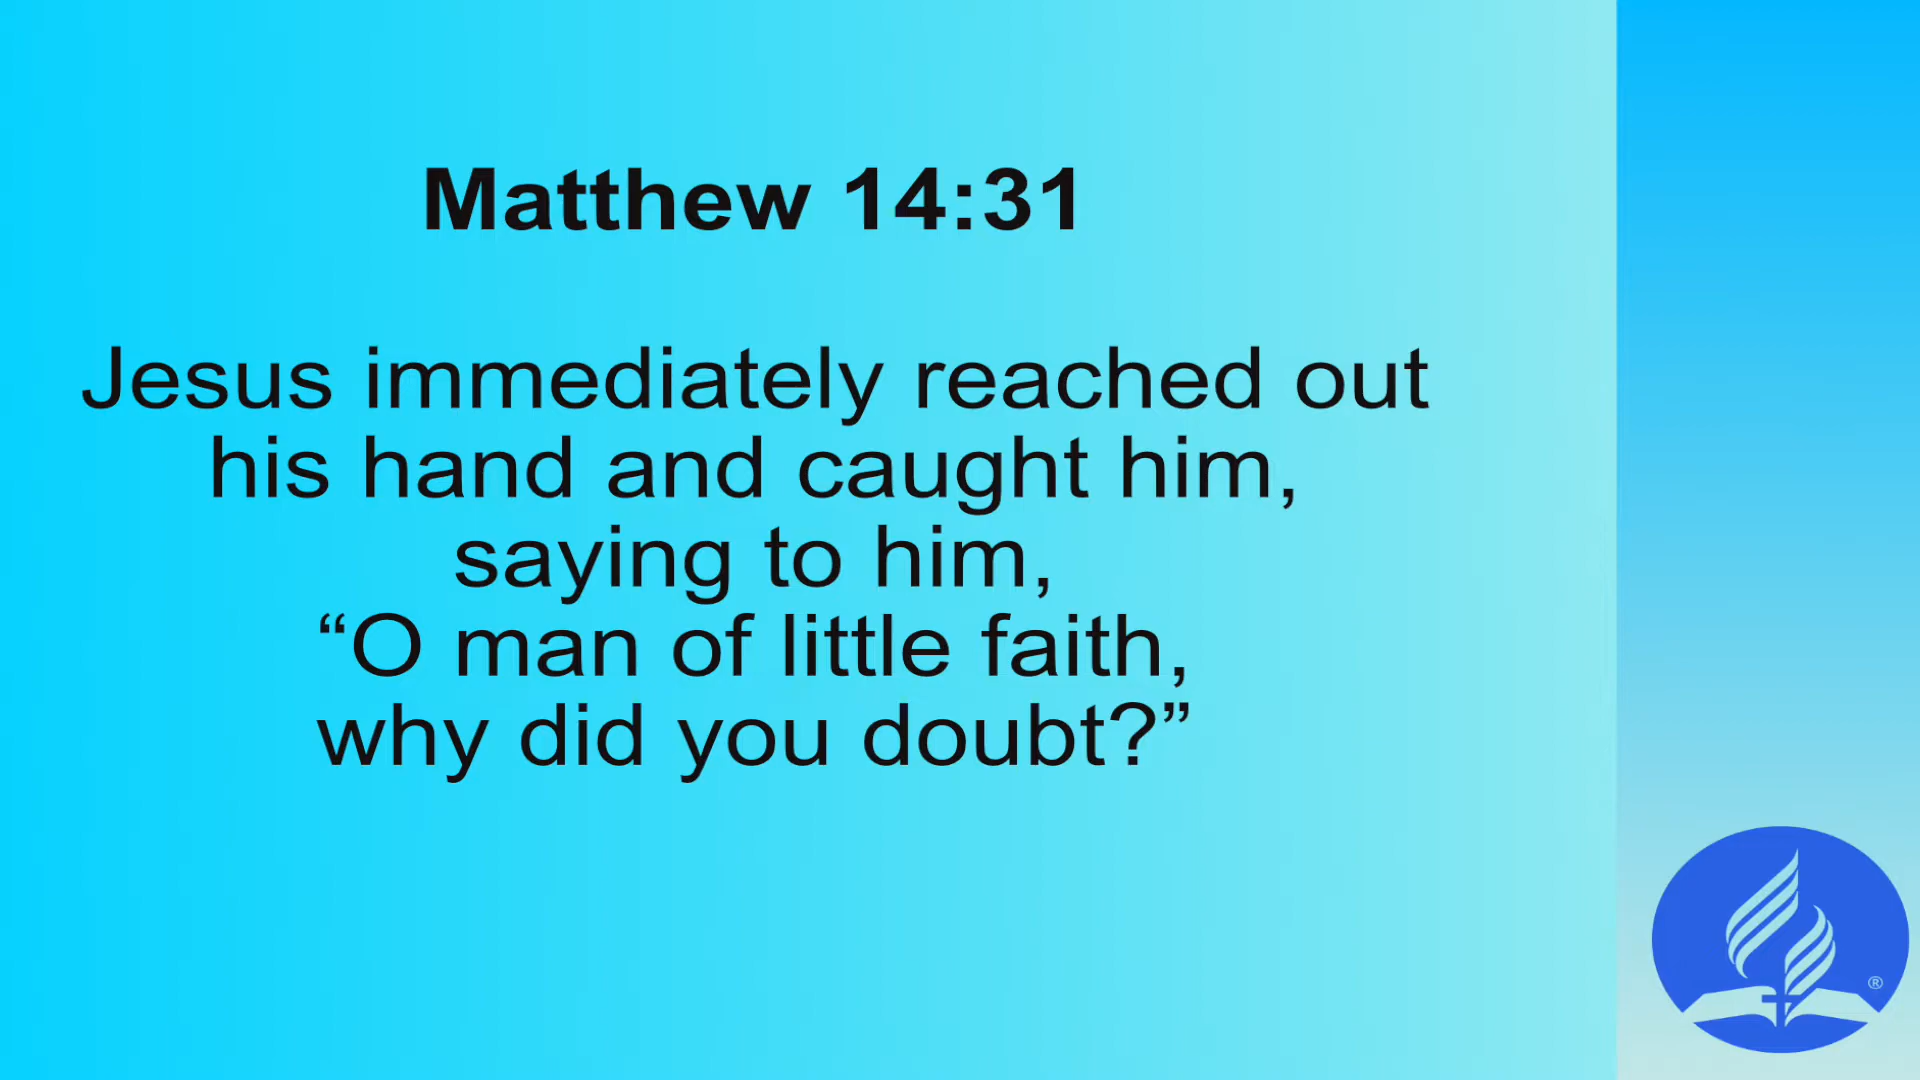 Matthew 14:31
Jesus immediately reached out
his hand and caught him,
saying to him,
“O man of little faith,
why did you doubt?”
®